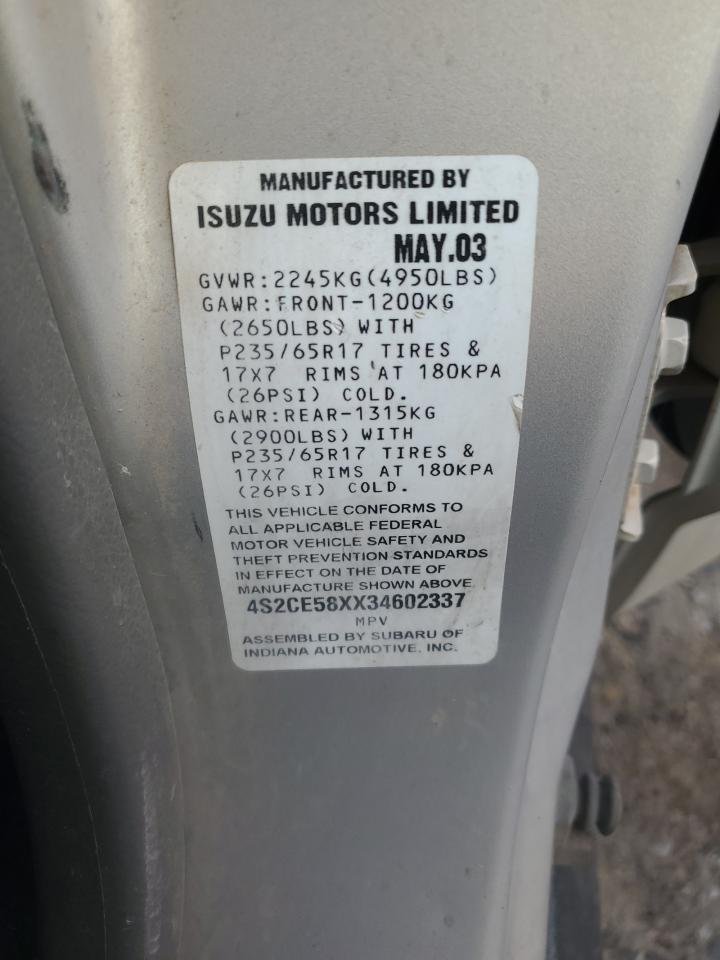 MANUFACTURED BY
ISUZU MOTORS LIMITED
MAY.03
GVWR:2245KG(4950LBS)
GAWR:FRONT-1200KG
(2650LBS) WITH
P235/65R17 TIRES &
17X7 RIMS AT 180KPA
(26PSI) COLD.
GAWR:REAR-1315KG
(2900LBS) WITH
P235/65R17 TIRES &
17X7 RIMS AT 180KPA
(26PSI) COLD.
THIS VEHICLE CONFORMS TO
ALL APPLICABLE FEDERAL
MOTOR VEHICLE SAFETY AND
THEFT PREVENTION STANDARDS
IN EFFECT ON THE DATE OF
MANUFACTURE SHOWN ABOVE.
4S2CE58XX34602337
MPV
ASSEMBLED BY SUBARU OF
INDIANA AUTOMOTIVE, INC.